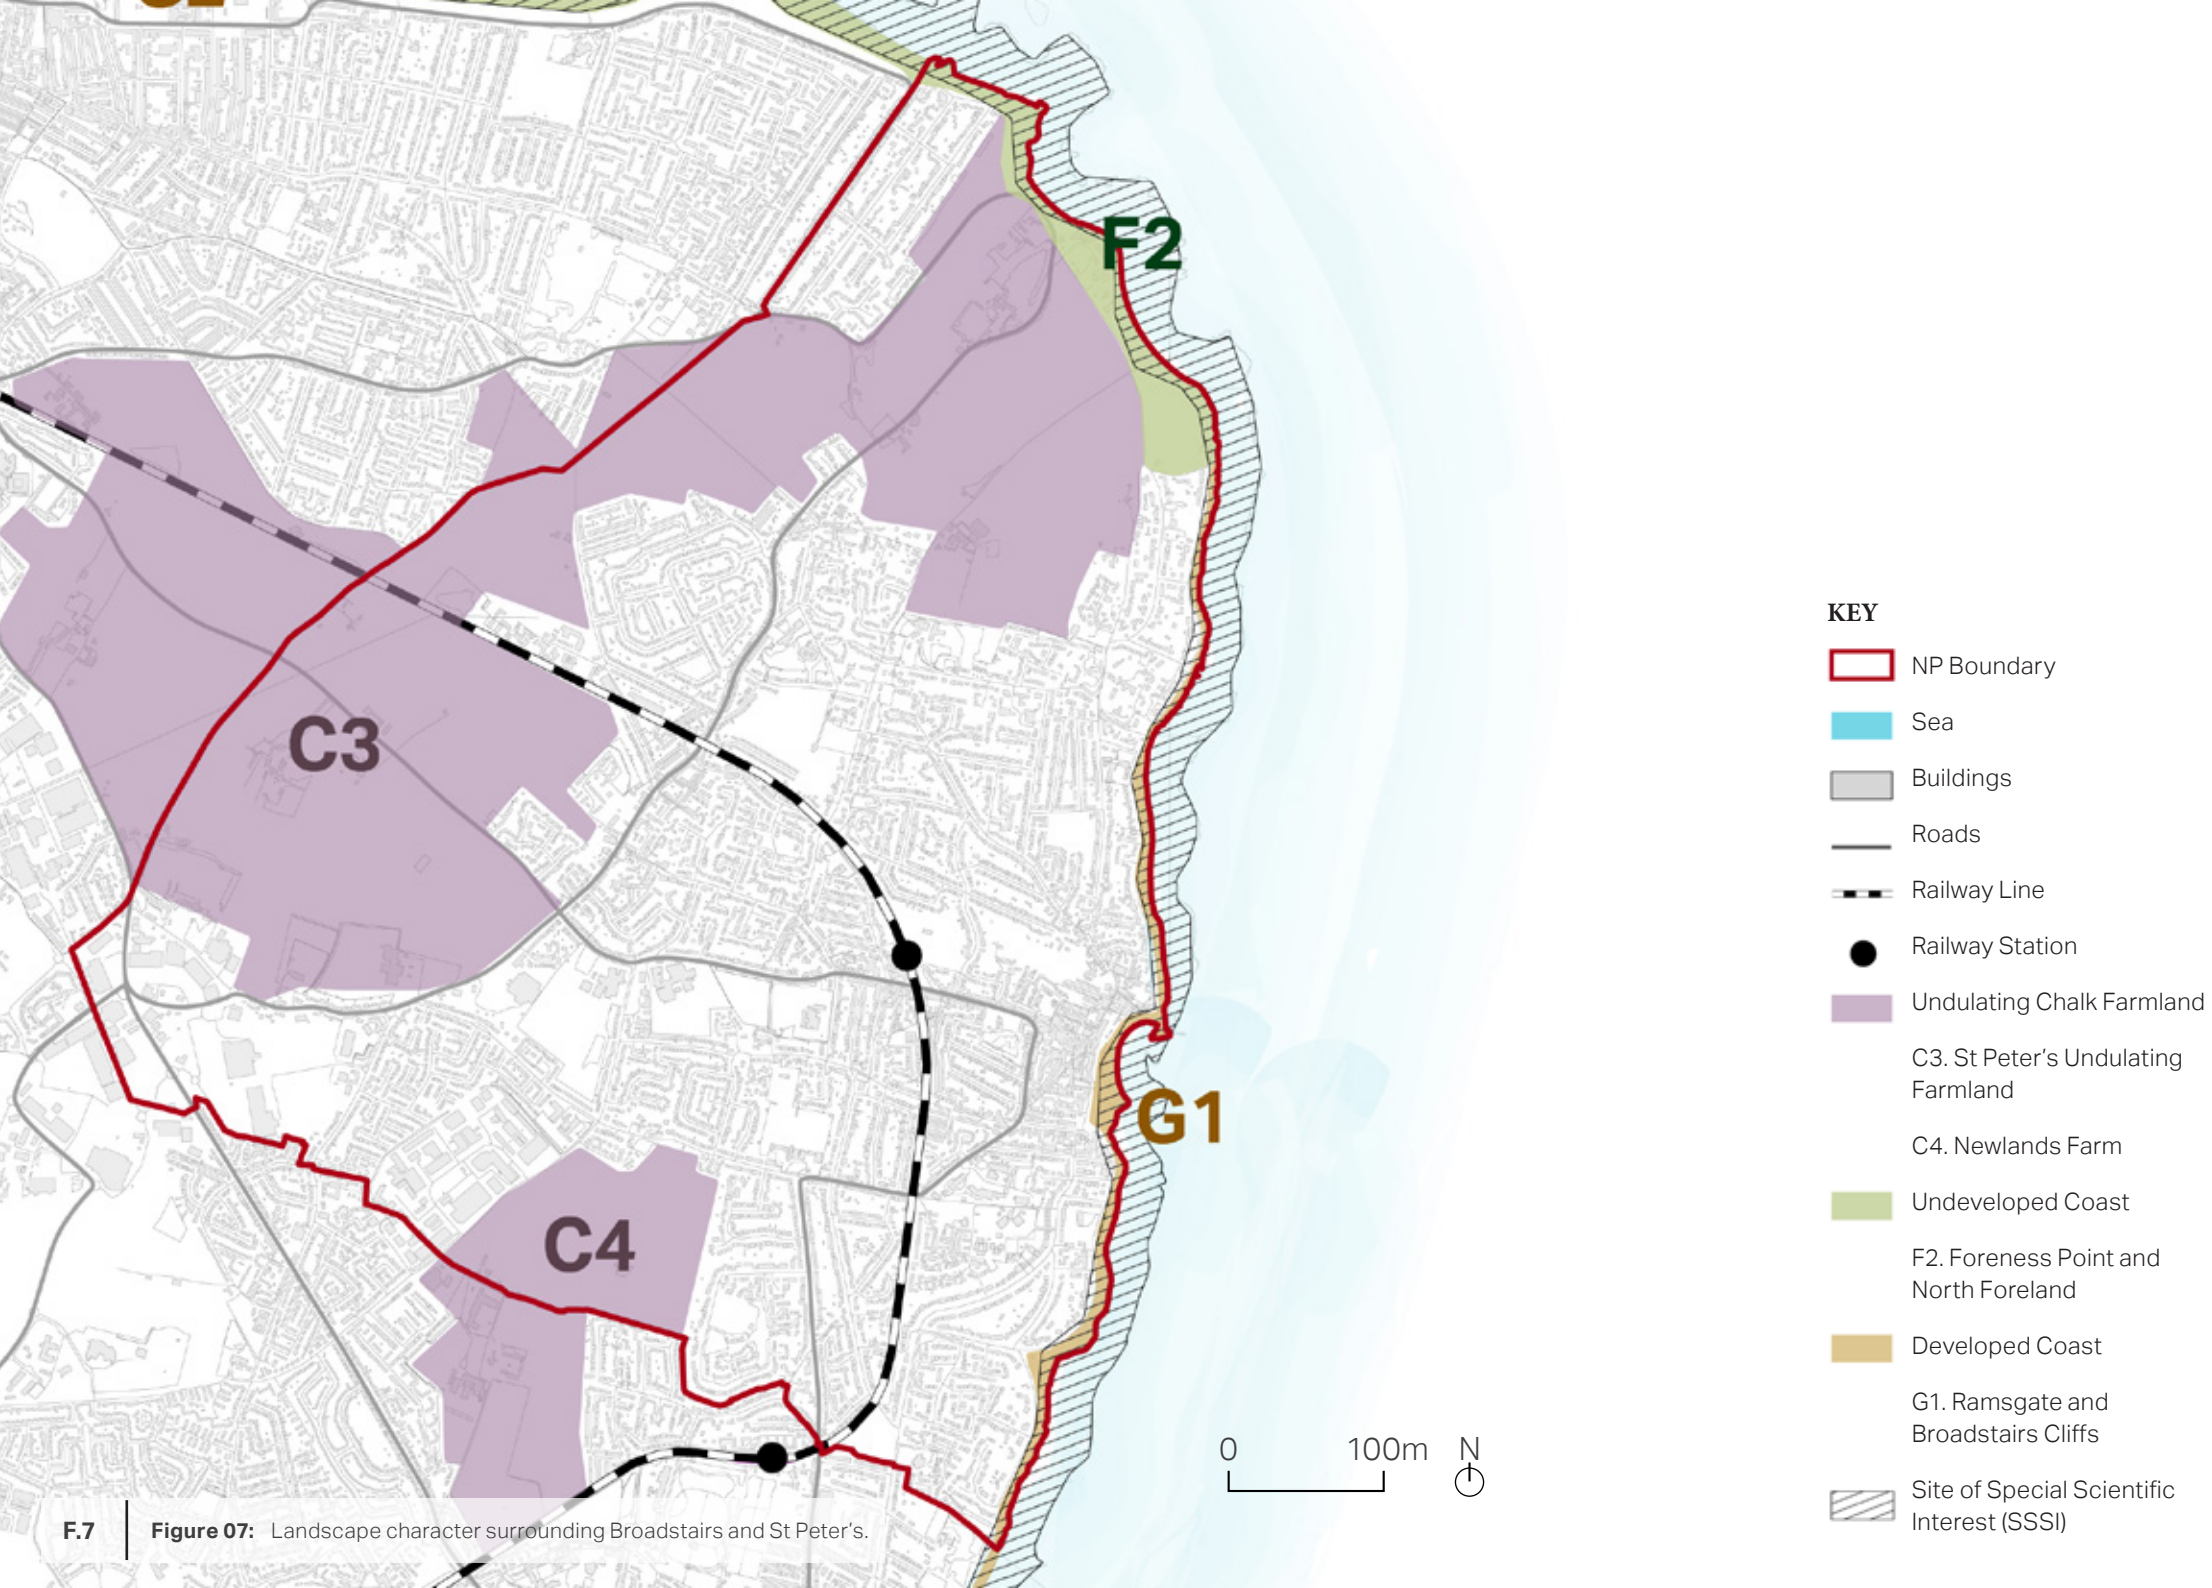 F2
C3
G1
C4
KEY
NP Boundary
Sea
Buildings
Roads
Railway Line
Railway Station
Undulating Chalk Farmland
C3. St Peter's Undulating
Farmland
C4. Newlands Farm
Undeveloped Coast
F2. Foreness Point and
North Foreland
Developed Coast
G1. Ramsgate and
Broadstairs Cliffs
Site of Special Scientific
Interest (SSSI)
0 100m N
F.7 Figure 07: Landscape character surrounding Broadstairs and St Peter's.